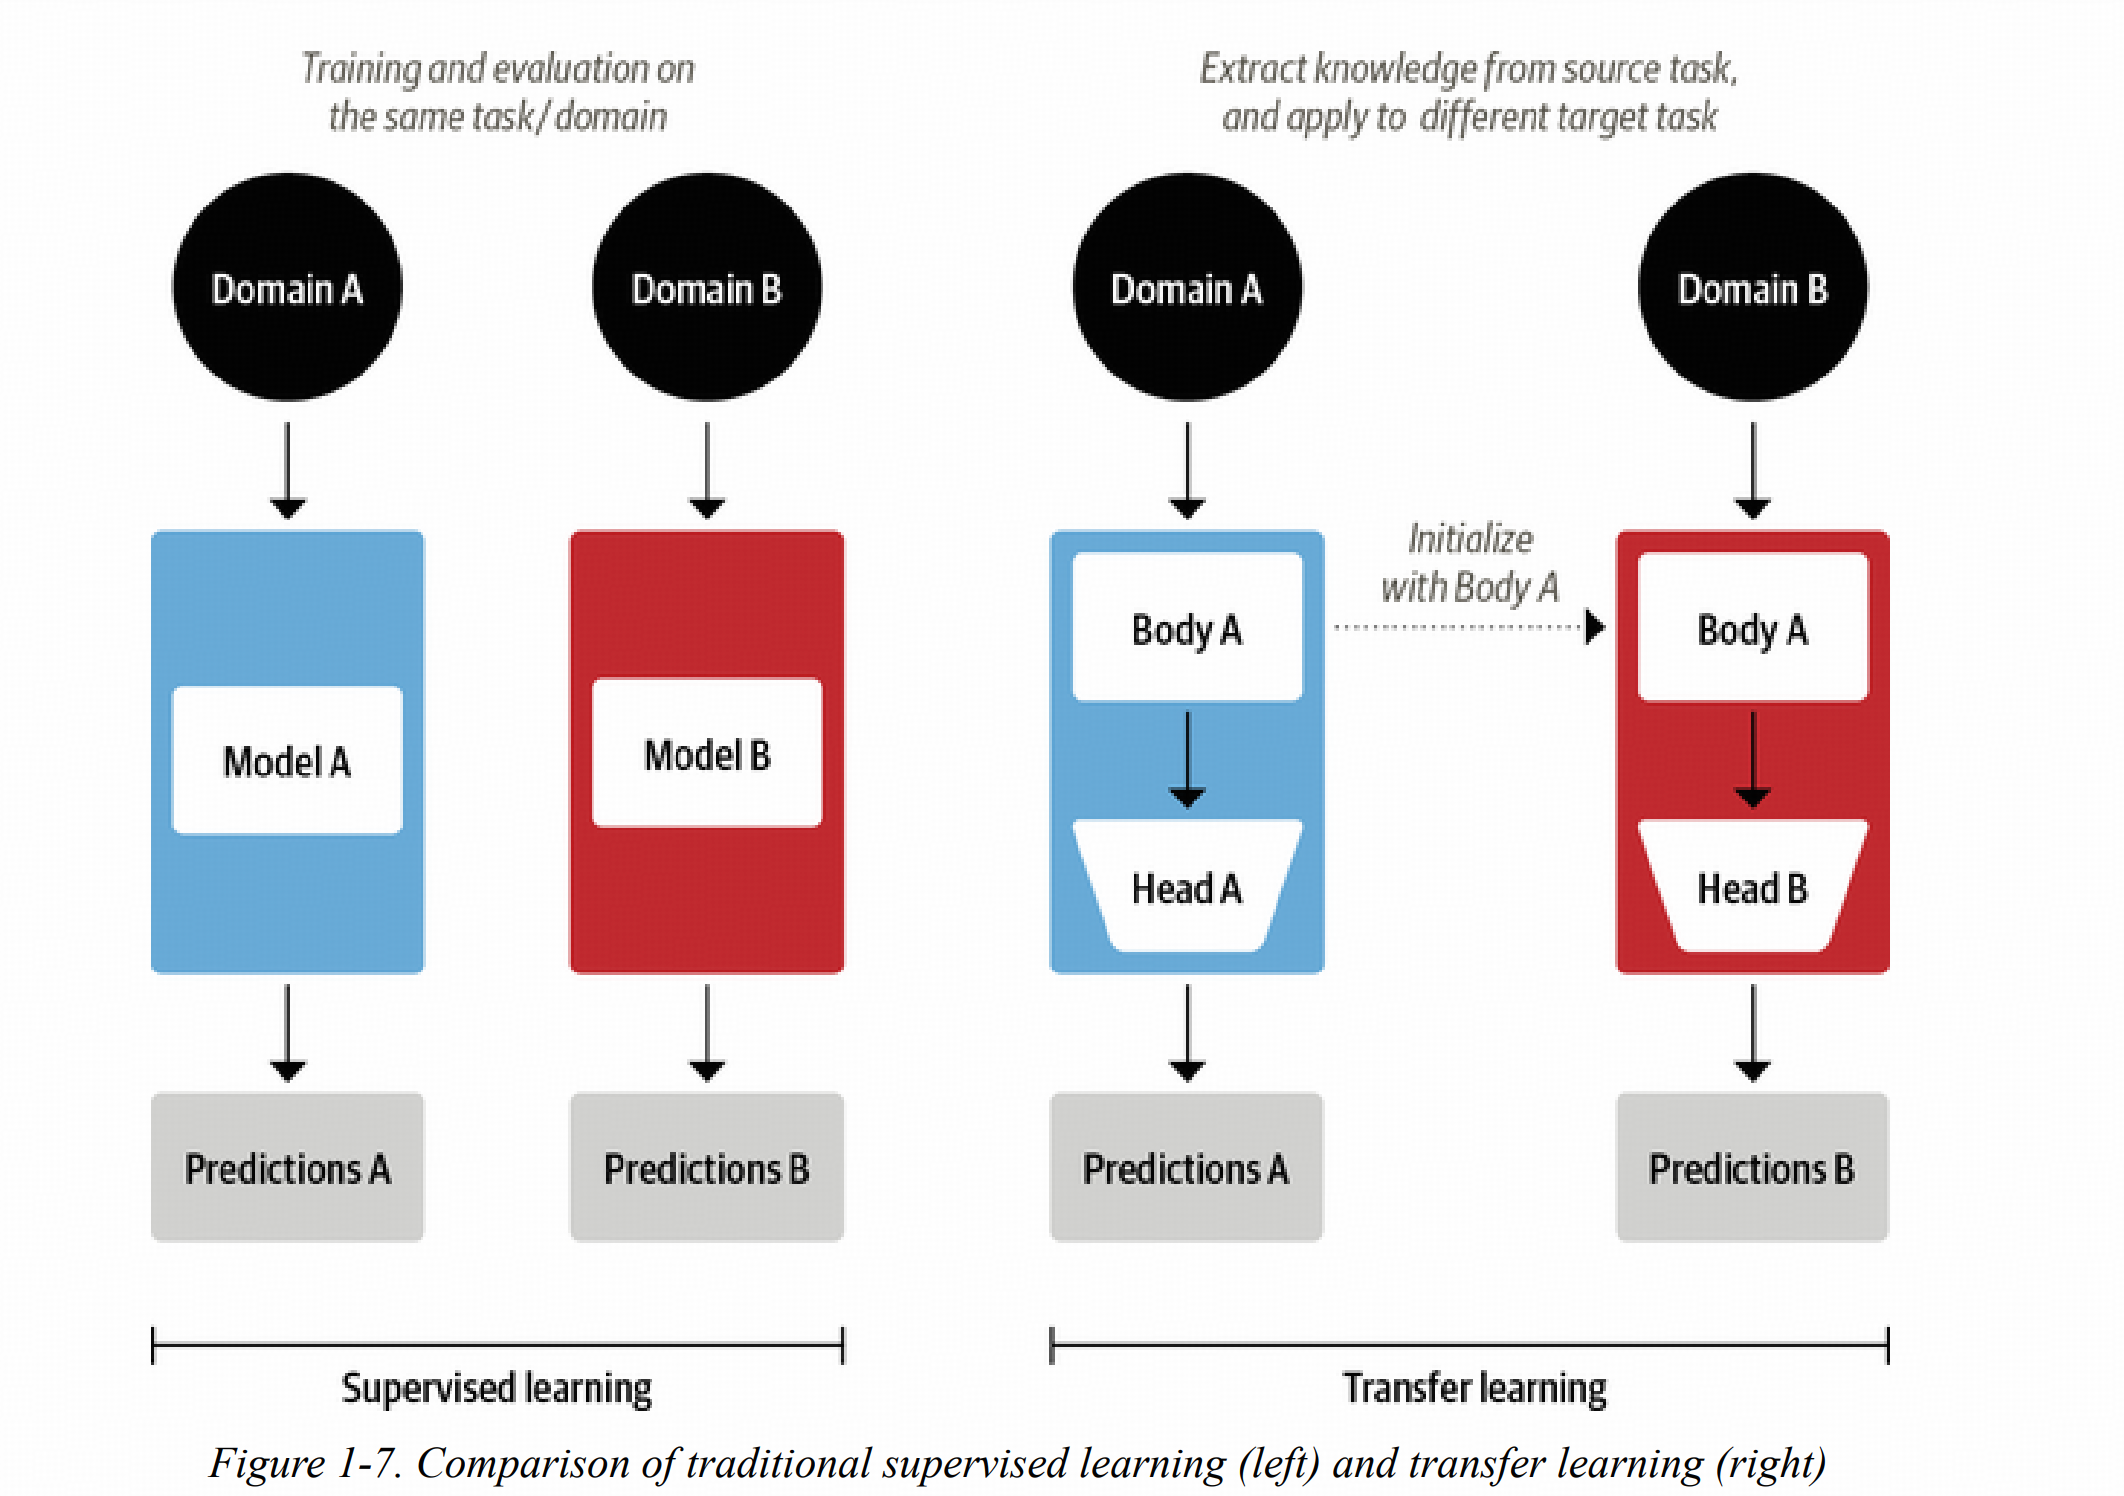 Training and evaluation on
the same task/domain
Extract knowledge from source task,
and apply to different target task
Domain A
Domain B
Domain A
Domain B
Initialize
with Body A
Model A
Model B
Body A
Body A
Head A
Head B
Predictions A
Predictions B
Predictions A
Predictions B
Supervised learning
Transfer learning
Figure 1-7. Comparison of traditional supervised learning (left) and transfer learning (right)